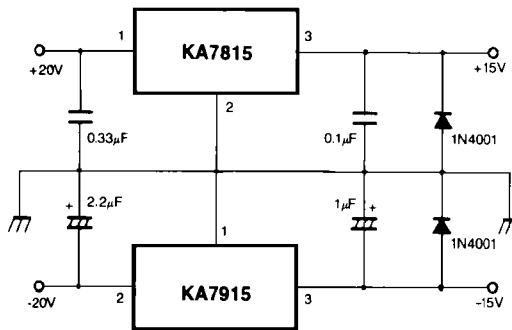 1
KA7815
3
+20V
+15V
2
0.33µF
0.1µF
1N4001
+
2.2µF
1µF
+
1
1N4001
-20V
2
KA7915
3
-15V